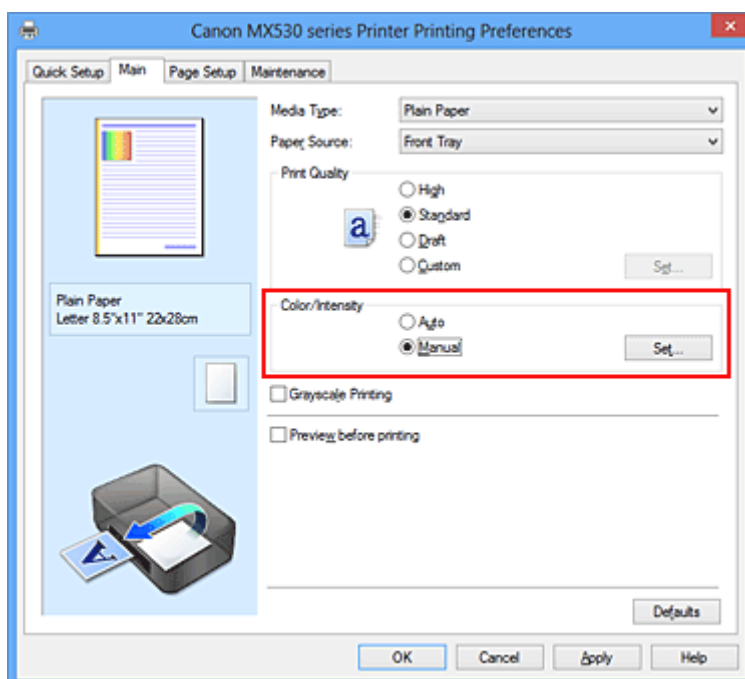 Canon MX530 series Printer Printing Preferences
Quick Setup Main Page Setup Maintenance
Media Type: Plain Paper
Paper Source: Front Tray
Print Quality
High
a Standard
Draft
Custom Set...
Plain Paper
Letter 8.5"x11" 22x28cm
Color/Intensity
Auto
Manual Set...
Grayscale Printing
Preview before printing
A
Defaults
OK Cancel Apply Help